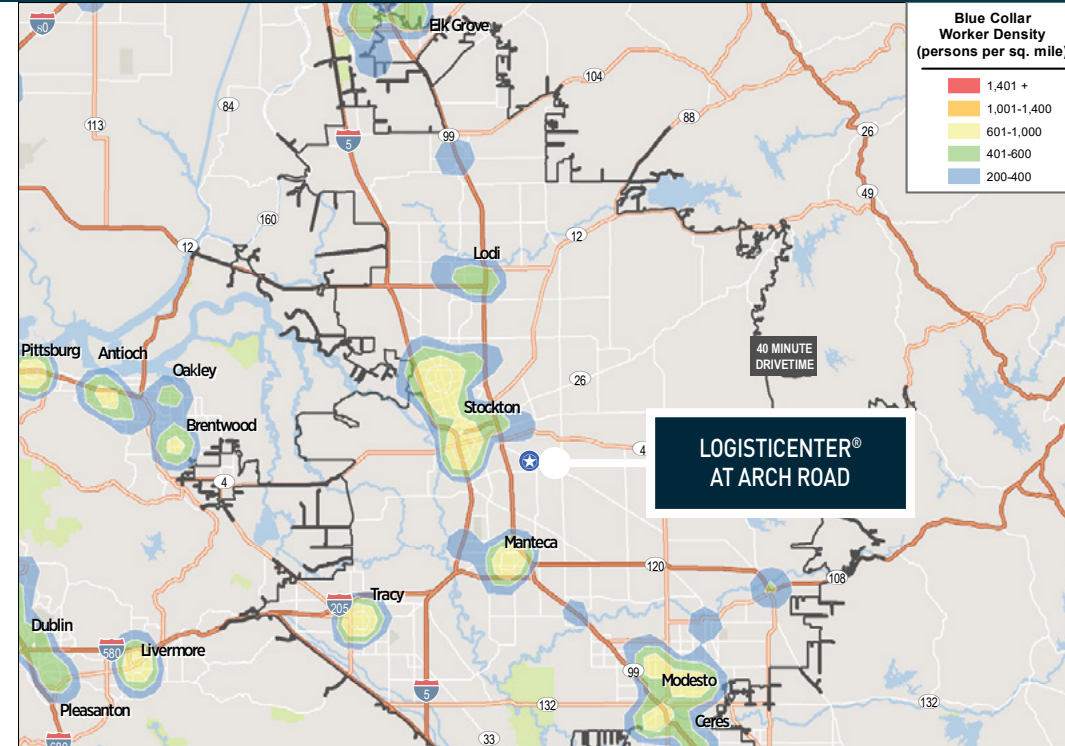 Blue Collar
Worker Density
(persons per sq. mile)
1,401 +
1,001-1,400
601-1,000
401-600
200-400
80
Elk Grove
104
84
113
5
99
88
26
49
160
12
12
Lodi
Pittsburg
Antioch
Oakley
Brentwood
40 MINUTE
DRIVETIME
26
Stockton
4
LOGISTICENTER®
AT ARCH ROAD
4
Manteca
120
108
Tracy
205
Dublin
580
Livermore
99
Modesto
5
Pleasanton
132
Ceres
132
33
680